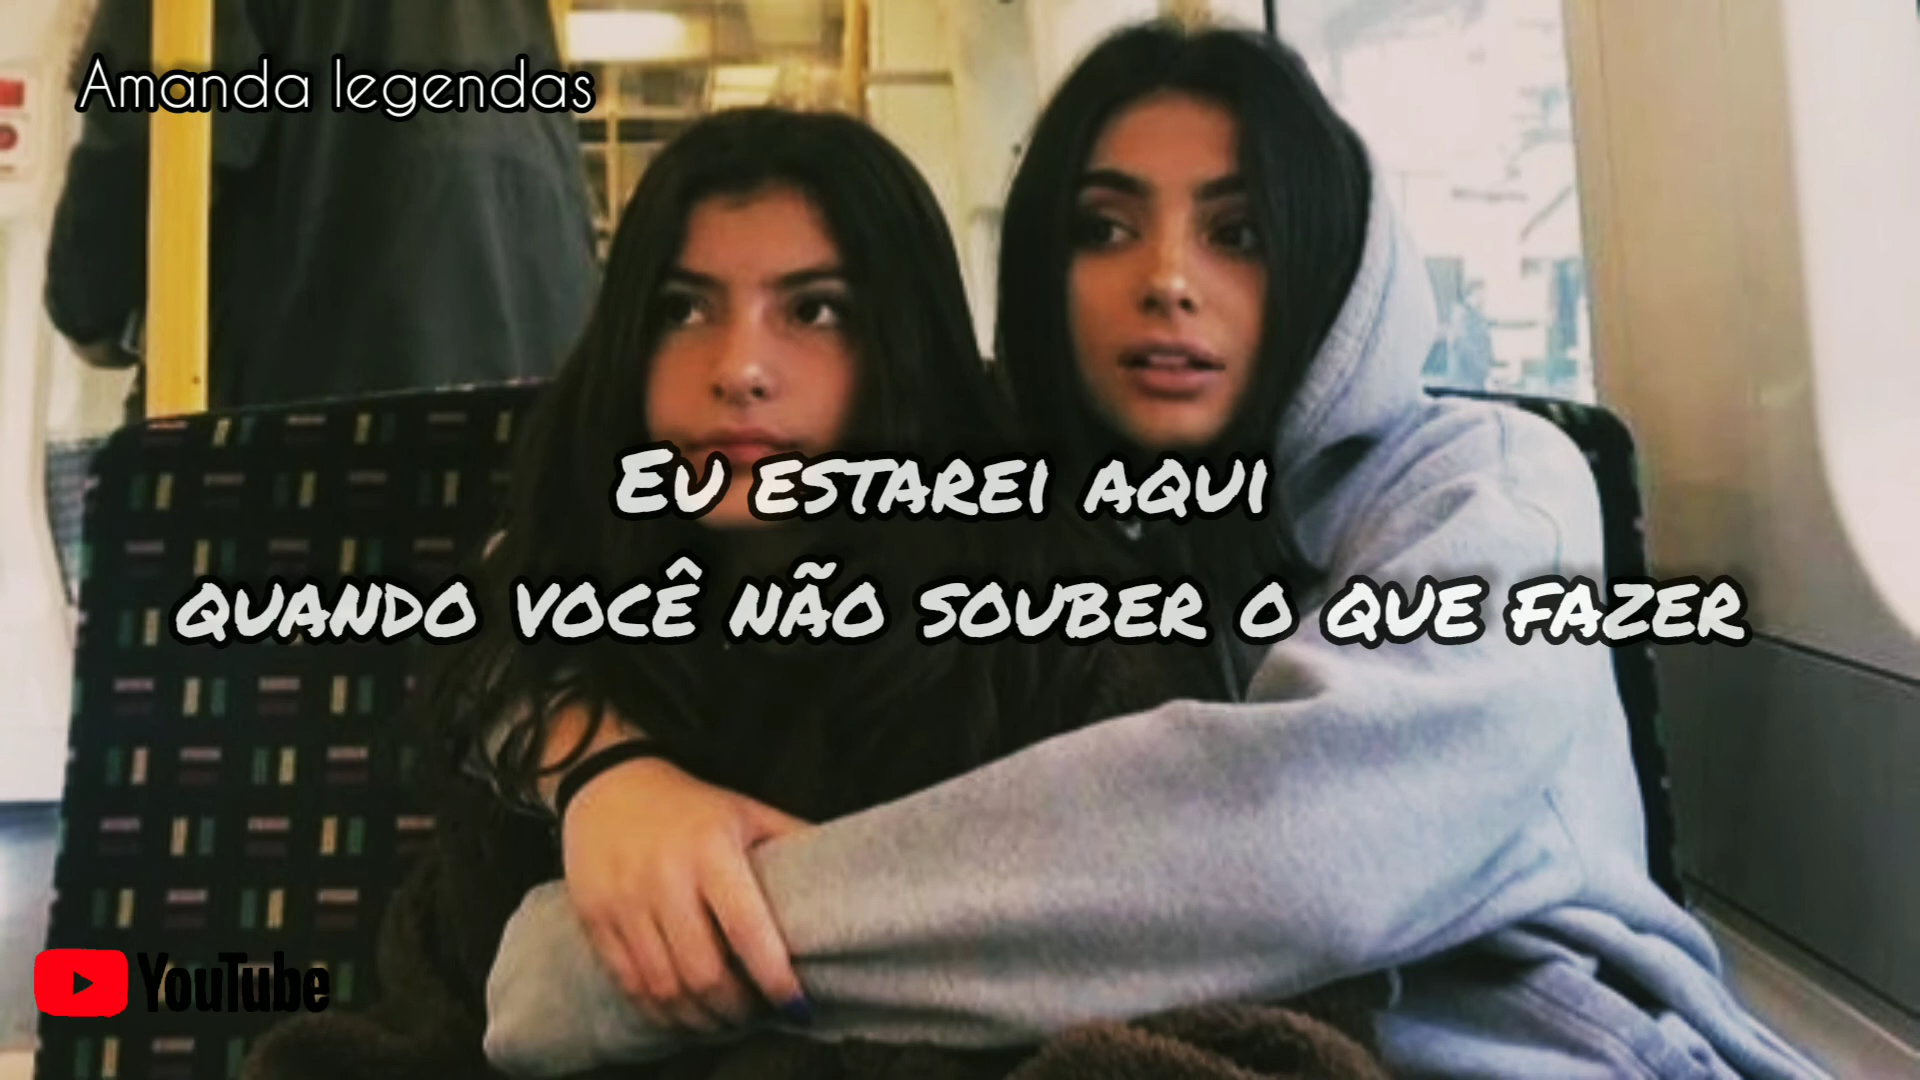 Amanda legendas
Eu estarei aqui
quando você não souber o que fazer
YouTube